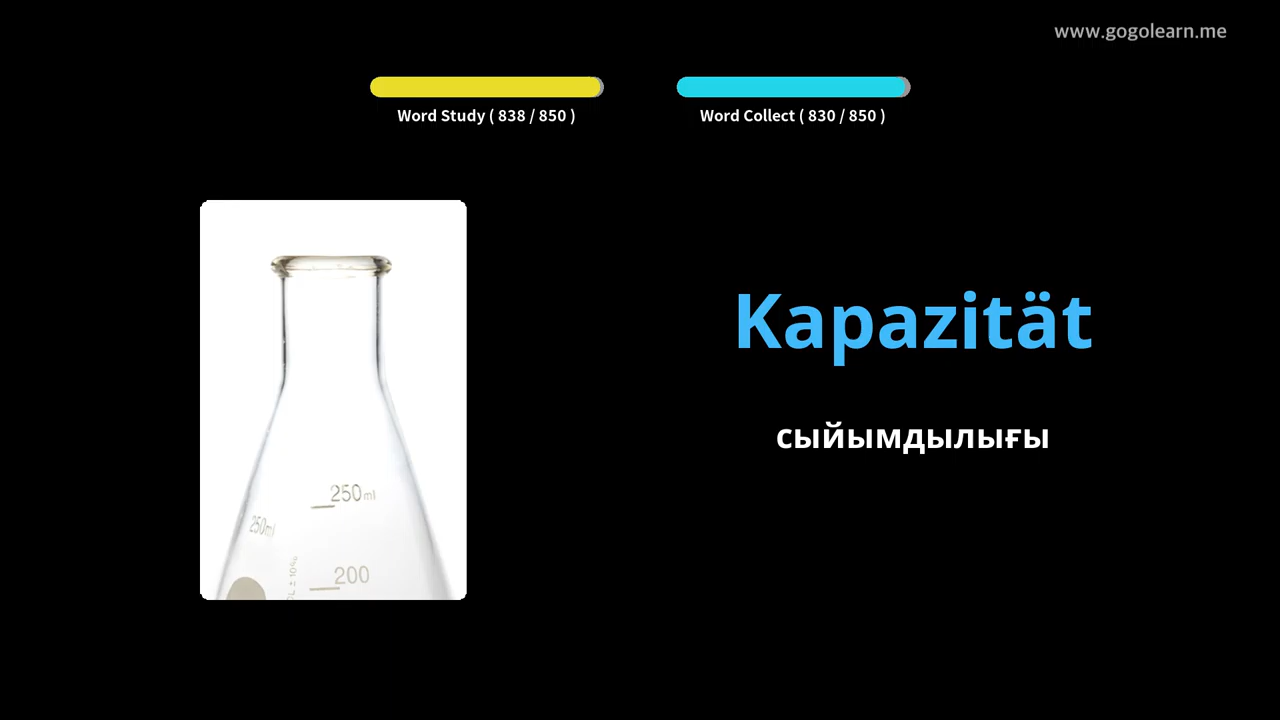 www.gogolearn.me
Word Study ( 838 / 850 )
Word Collect ( 830 / 850 )
Kapazität
сыйымдылығы
250ml
250ml
200